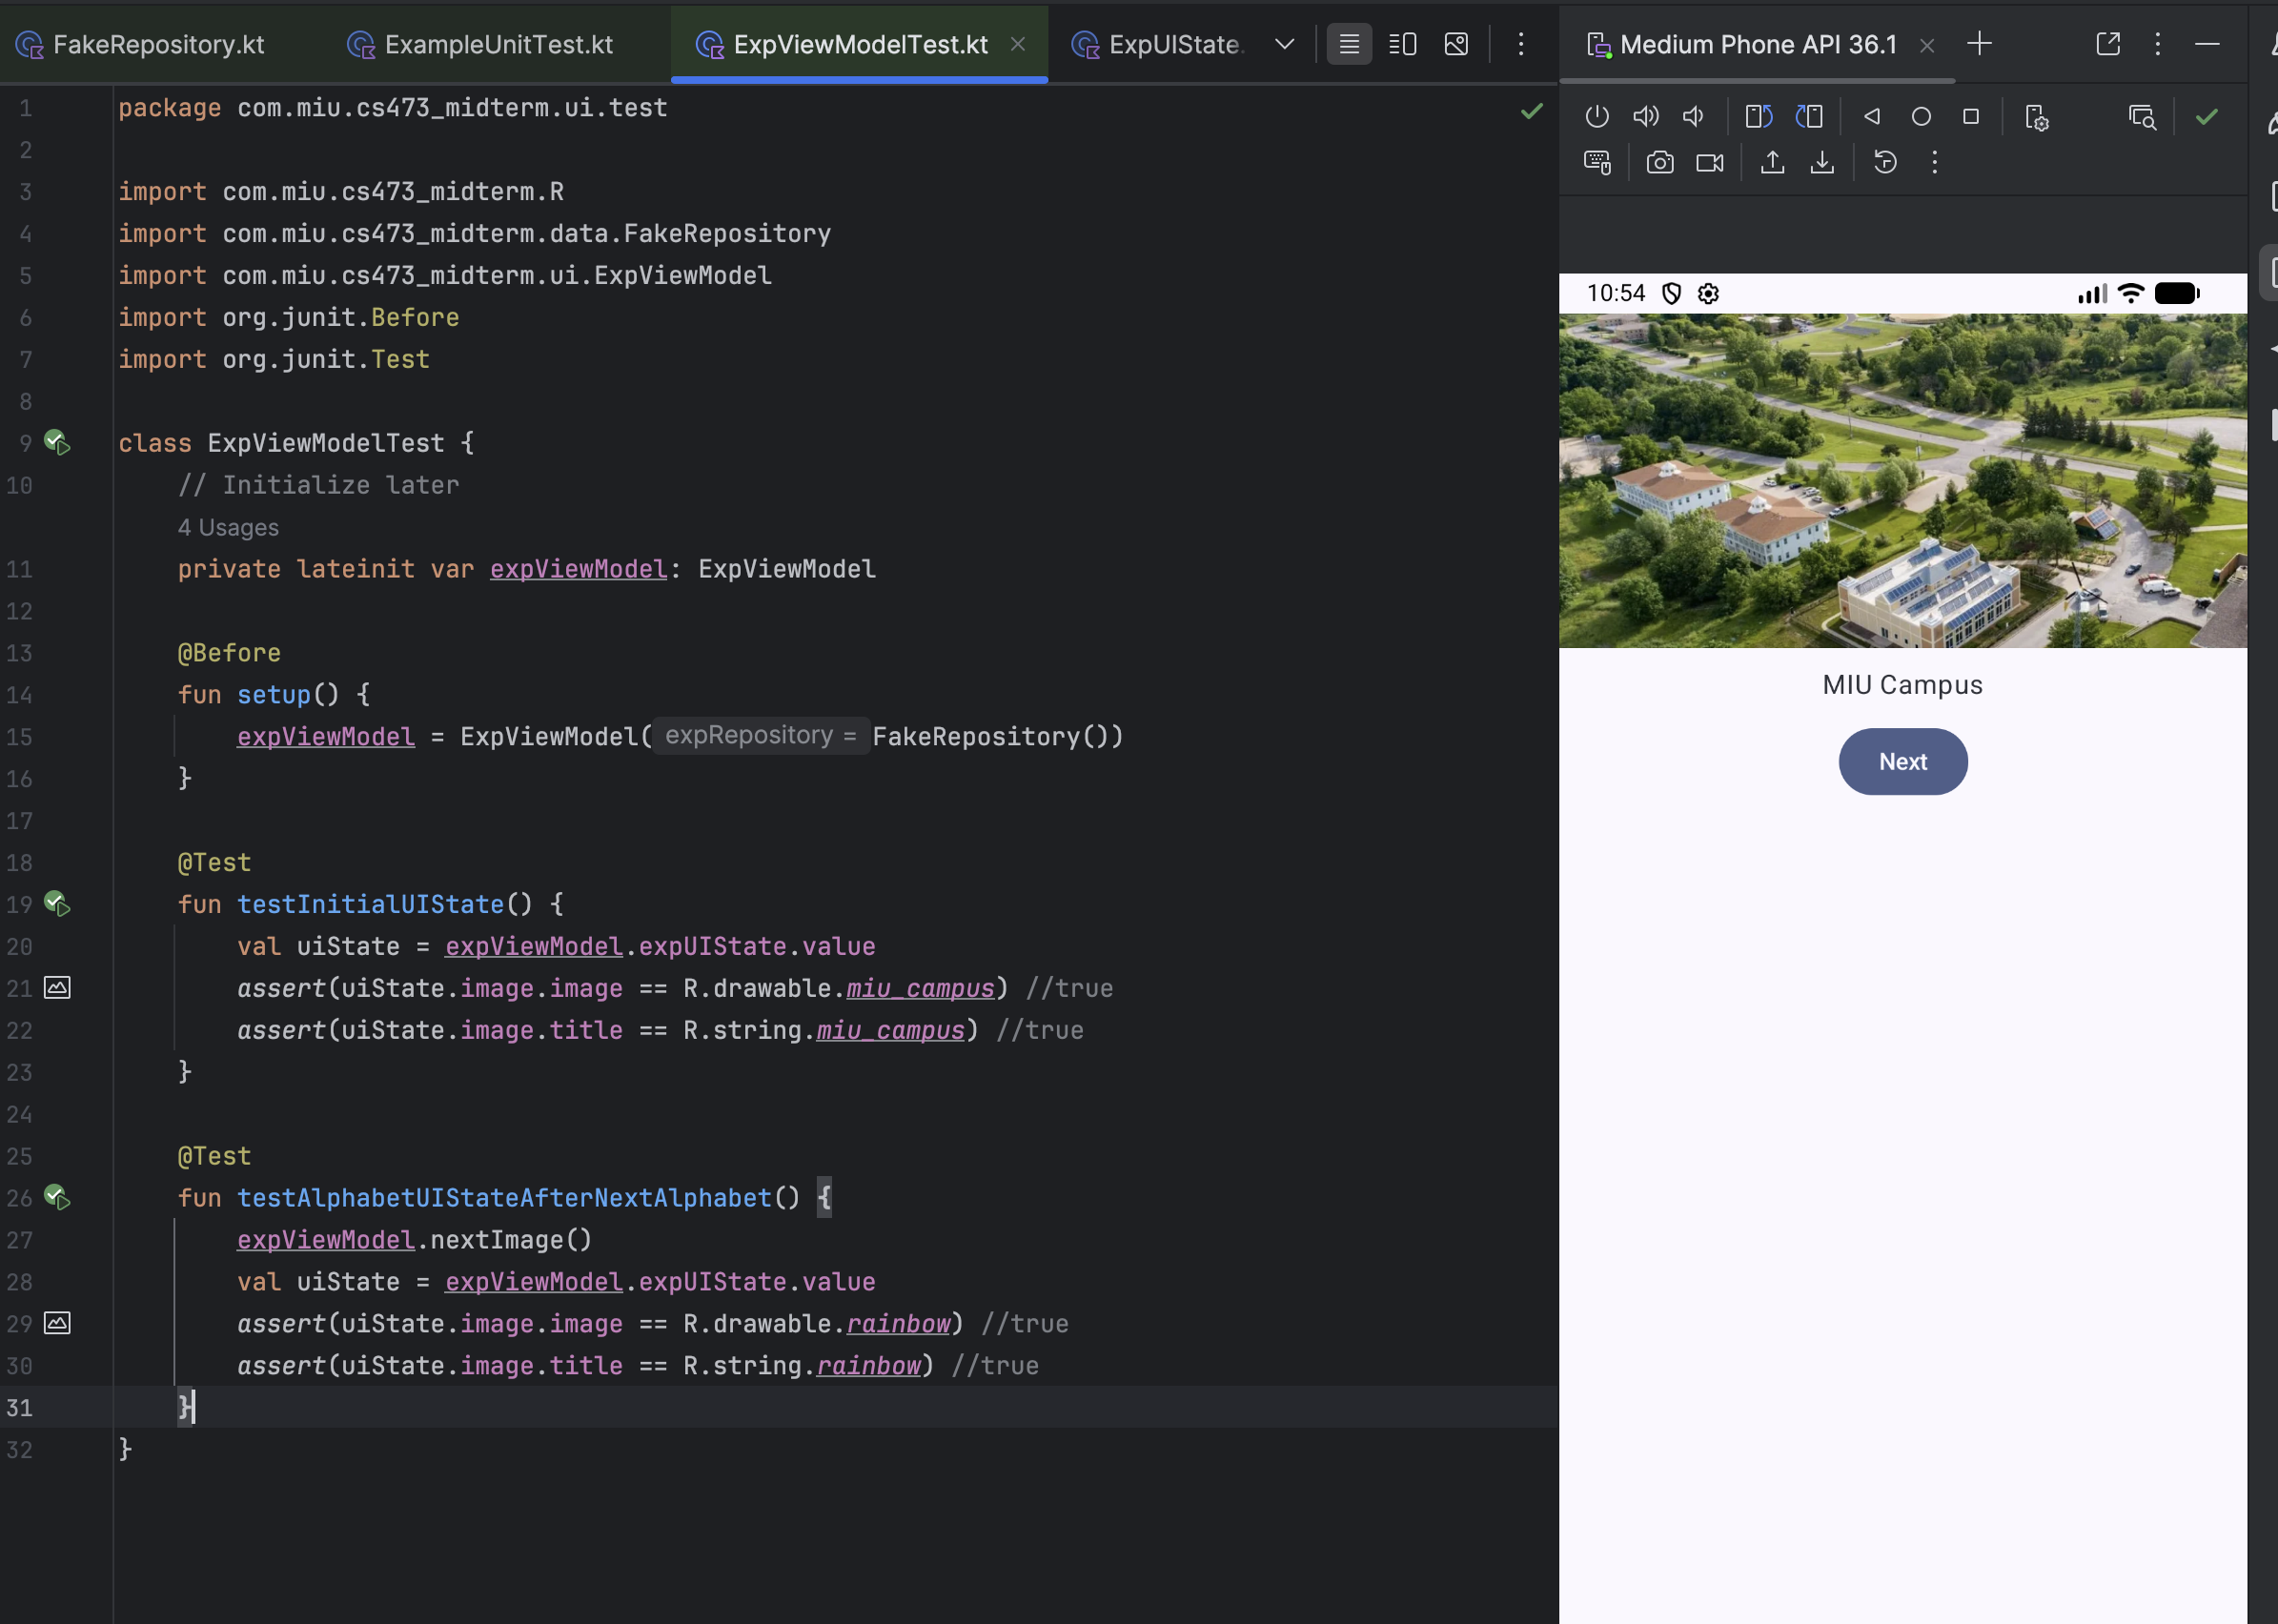 FakeRepository.kt
ExampleUnitTest.kt
ExpViewModelTest.kt
ExpUIState.
Medium Phone API 36.1
1 package com.miu.cs473_midterm.ui.test
2
3 import com.miu.cs473_midterm.R
4 import com.miu.cs473_midterm.data.FakeRepository
5 import com.miu.cs473_midterm.ui.ExpViewModel
6 import org.junit.Before
7 import org.junit.Test
8
9 class ExpViewModelTest {
10 // Initialize later
4 Usages
11 private lateinit var expViewModel: ExpViewModel
12
13 @Before
14 fun setup() {
15 expViewModel = ExpViewModel( expRepository = FakeRepository())
16 }
17
18 @Test
19 fun testInitialUIState() {
20 val uiState = expViewModel.expUIState.value
21 assert(uiState.image.image == R.drawable.miu_campus) //true
22 assert(uiState.image.title == R.string.miu_campus) //true
23 }
24
25 @Test
26 fun testAlphabetUIStateAfterNextAlphabet() {
27 expViewModel.nextImage()
28 val uiState = expViewModel.expUIState.value
29 assert(uiState.image.image == R.drawable.rainbow) //true
30 assert(uiState.image.title == R.string.rainbow) //true
31 }
32 }
10:54
MIU Campus
Next